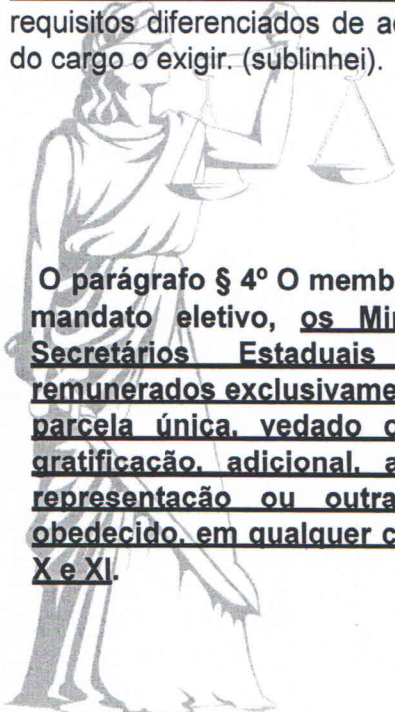 requisitos diferenciados de
do cargo o exigir. (sublinhei).
O parágrafo § 4º O memb
mandato eletivo, os Min
Secretários Estaduais
remunerados exclusivame
parcela única, vedado
gratificação, adicional, a
representação ou outra
obedecido, em qualquer c
X e XI.